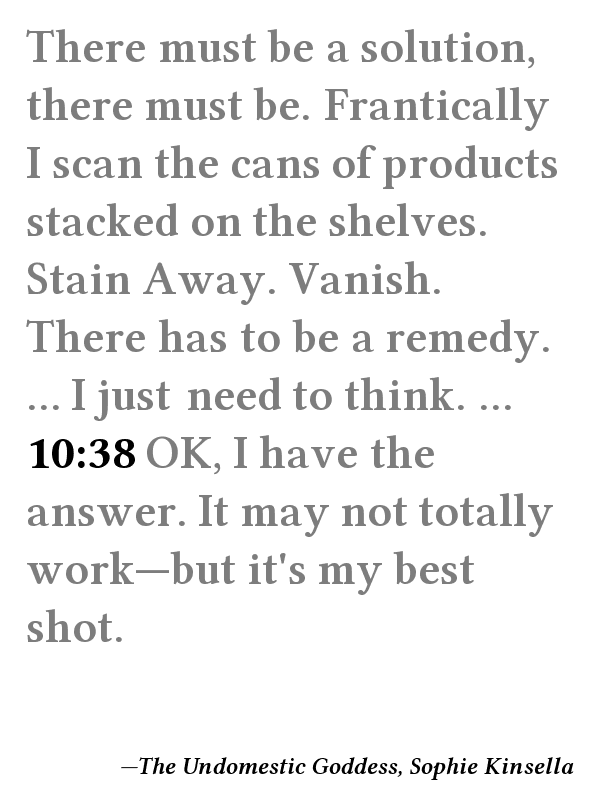 There must be a solution,
there must be. Frantically
I scan the cans of products
stacked on the shelves.
Stain Away. Vanish.
There has to be a remedy.
... I just need to think. ...
10:38 OK, I have the
answer. It may not totally
work—but it's my best
shot.
—The Undomestic Goddess, Sophie Kinsella